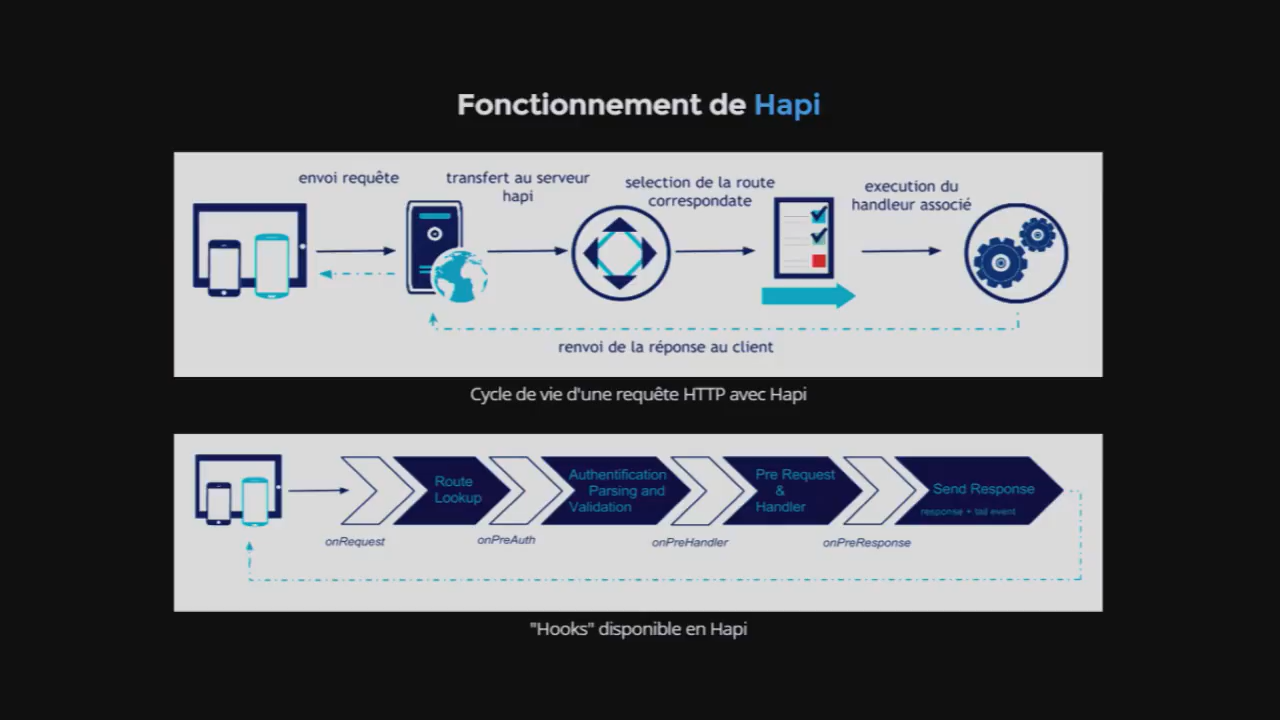 Fonctionnement de Hapi
envoi requête
transfert au serveur
hapi
selection de la route
correspondate
execution du
handleur associé
renvoi de la réponse au client
Cycle de vie d'une requête HTTP avec Hapi
Route
Lookup
Authentification
Parsing and
Validation
Pre Request
&
Handler
Send Response
response + tail event
onRequest
onPreAuth
onPreHandler
onPreResponse
"Hooks" disponible en Hapi